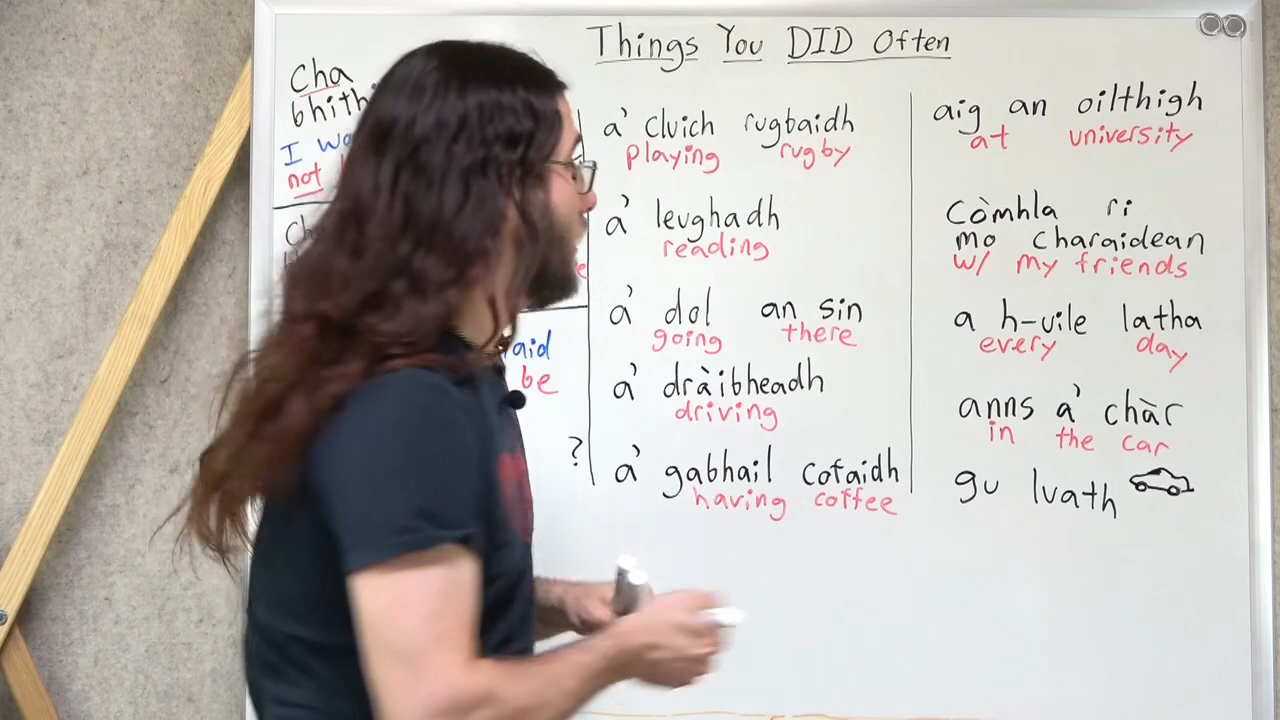 Things You DID Often
Cha
bhithi
I wo
not
Ch
aid
be
?
a' cluich rugbaidh
playing rugby
a' leughadh
reading
a' dol an sin
going there
a' dràibheadh
driving
a' gabhail cofaidh
having coffee
aig an oilthigh
at university
còmhla ri
mo charaidean
w/ my friends
a h-uile latha
every day
anns a' chàr
in the car
gu luath